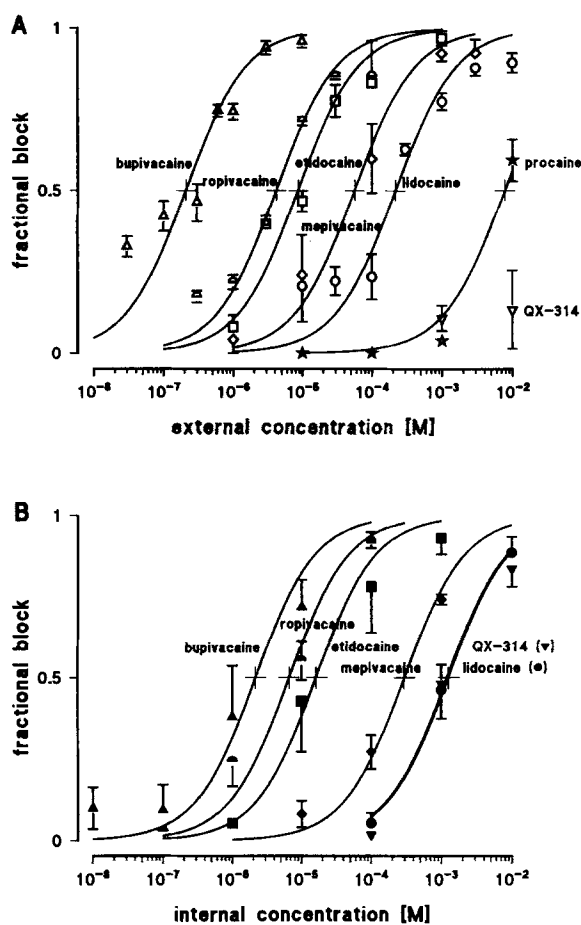 A
1
bupivacaine
ropivacaine
etidocaine
lidocaine
mepivacaine
procaine
QX-314
0.5
0
fractional block
10⁻⁸ 10⁻⁷ 10⁻⁶ 10⁻⁵ 10⁻⁴ 10⁻³ 10⁻²
external concentration [M]
B
1
ropivacaine
bupivacaine
etidocaine
QX-314 (▼)
mepivacaine
lidocaine (●)
0.5
0
fractional block
10⁻⁸ 10⁻⁷ 10⁻⁶ 10⁻⁵ 10⁻⁴ 10⁻³ 10⁻²
internal concentration [M]